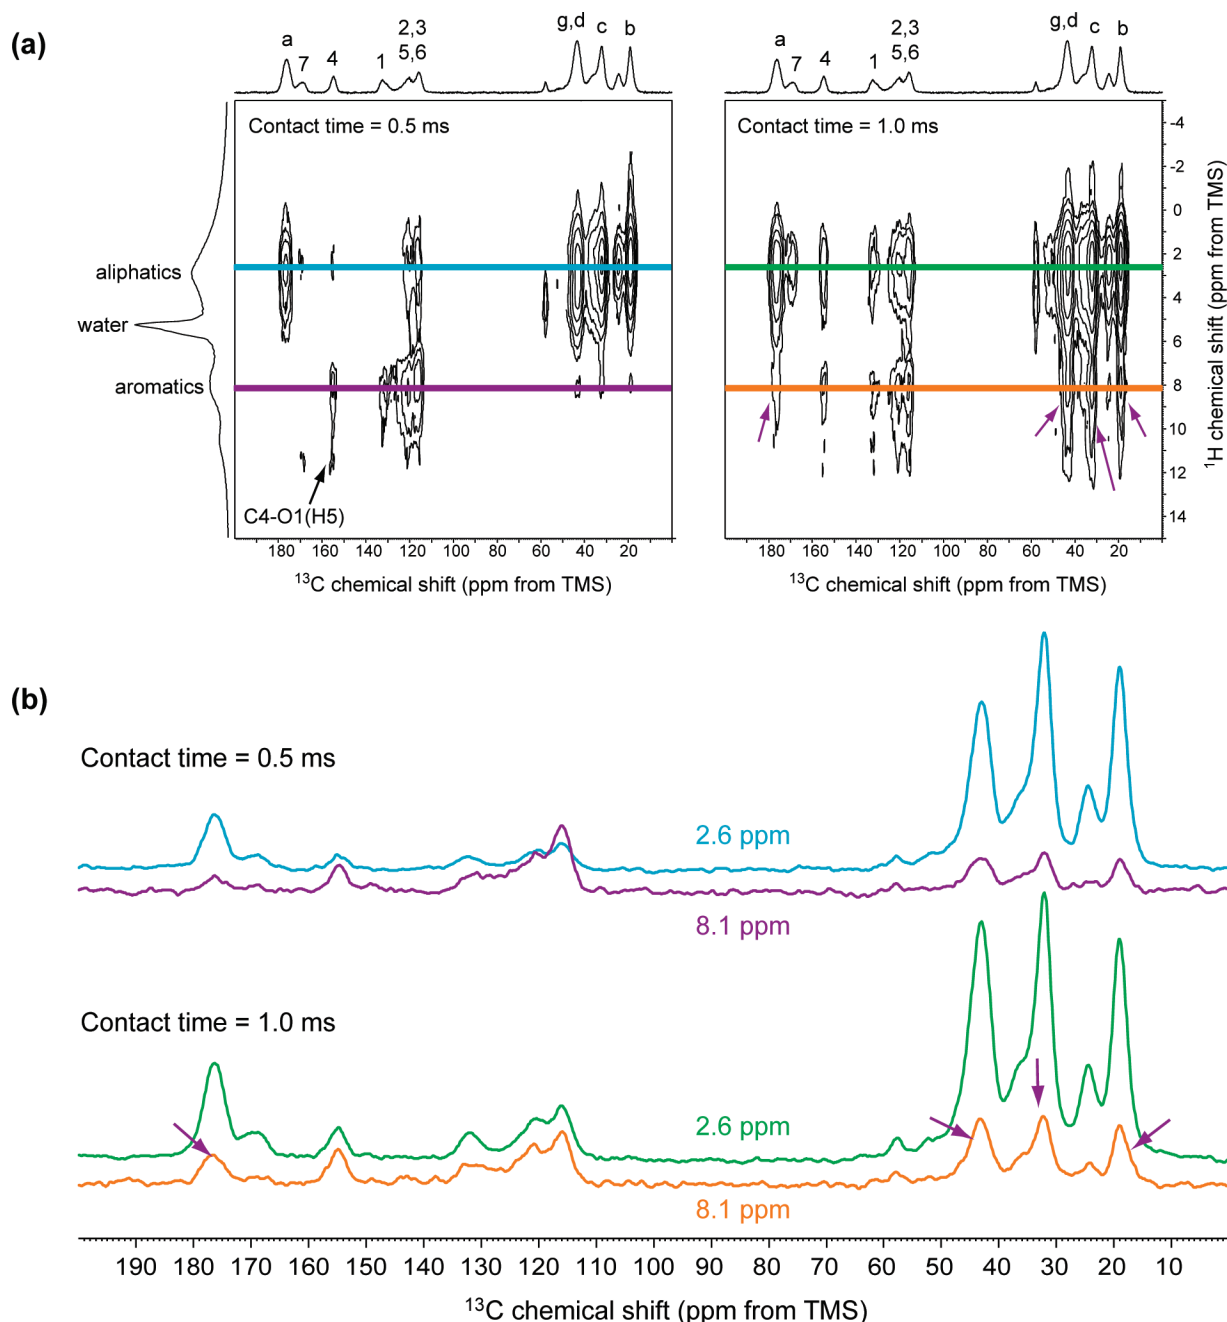 (a)
a 7 4 1 2,3 5,6 g,d c b
a 7 4 1 2,3 5,6 g,d c b
Contact time = 0.5 ms
Contact time = 1.0 ms
aliphatics
water
aromatics
C4-O1(H5)
-4
-2
0
2
4
6
8
10
12
14
¹H chemical shift (ppm from TMS)
180 160 140 120 100 80 60 40 20
180 160 140 120 100 80 60 40 20
¹³C chemical shift (ppm from TMS)
¹³C chemical shift (ppm from TMS)
(b)
Contact time = 0.5 ms
2.6 ppm
8.1 ppm
Contact time = 1.0 ms
2.6 ppm
8.1 ppm
190 180 170 160 150 140 130 120 110 100 90 80 70 60 50 40 30 20 10
¹³C chemical shift (ppm from TMS)